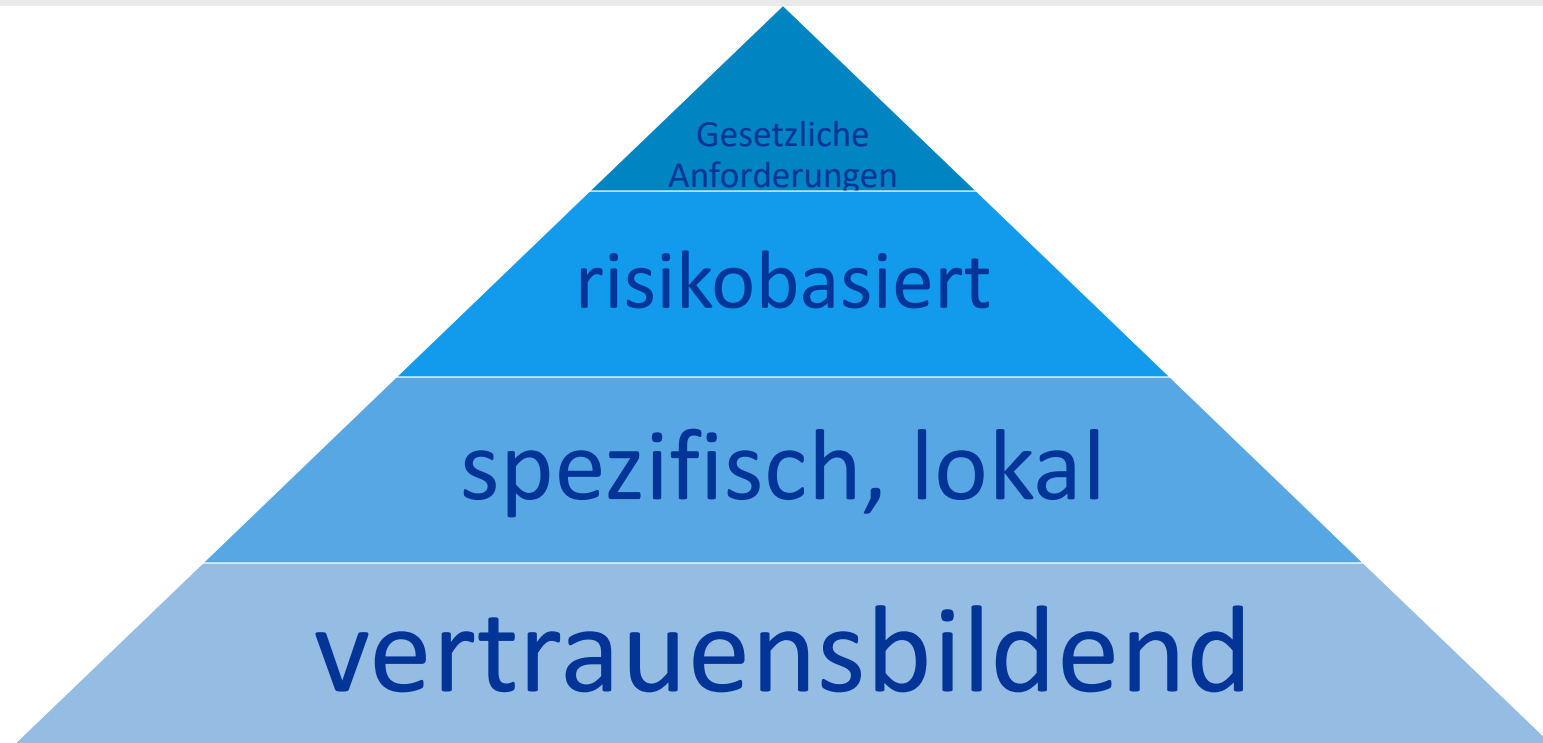 Gesetzliche
Anforderungen
risikobasiert
spezifisch, lokal
vertrauensbildend